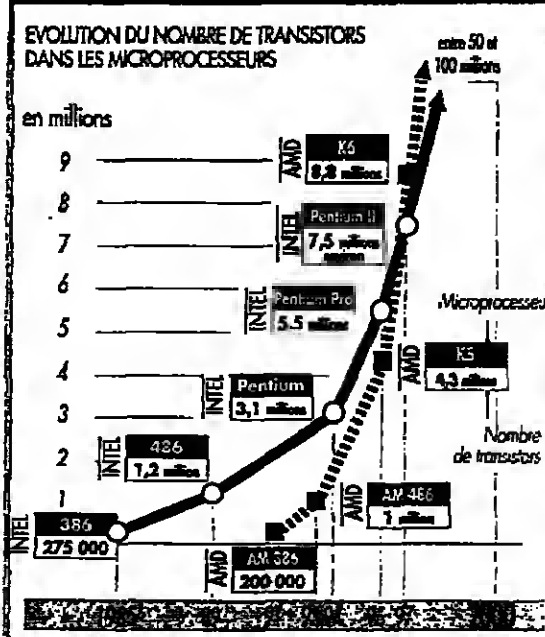 EVOLUTION DU NOMBRE DE TRANSISTORS
DANS LES MICROPROCESSEURS
entre 50 et
100 millions
en millions
9
8
7
6
5
4
3
2
1
AMD
K6
8,8 millions
INTEL
Pentium II
7,5 millions
environ
INTEL
Pentium Pro
5.5 millions
Microprocesseu
AMD
K5
4,3 millions
INTEL
Pentium
3,1 millions
Nombre
de transistors
INTEL
486
1,2 million
AMD
AM 486
1 million
INTEL
386
275 000
AMD
AM 386
200 000